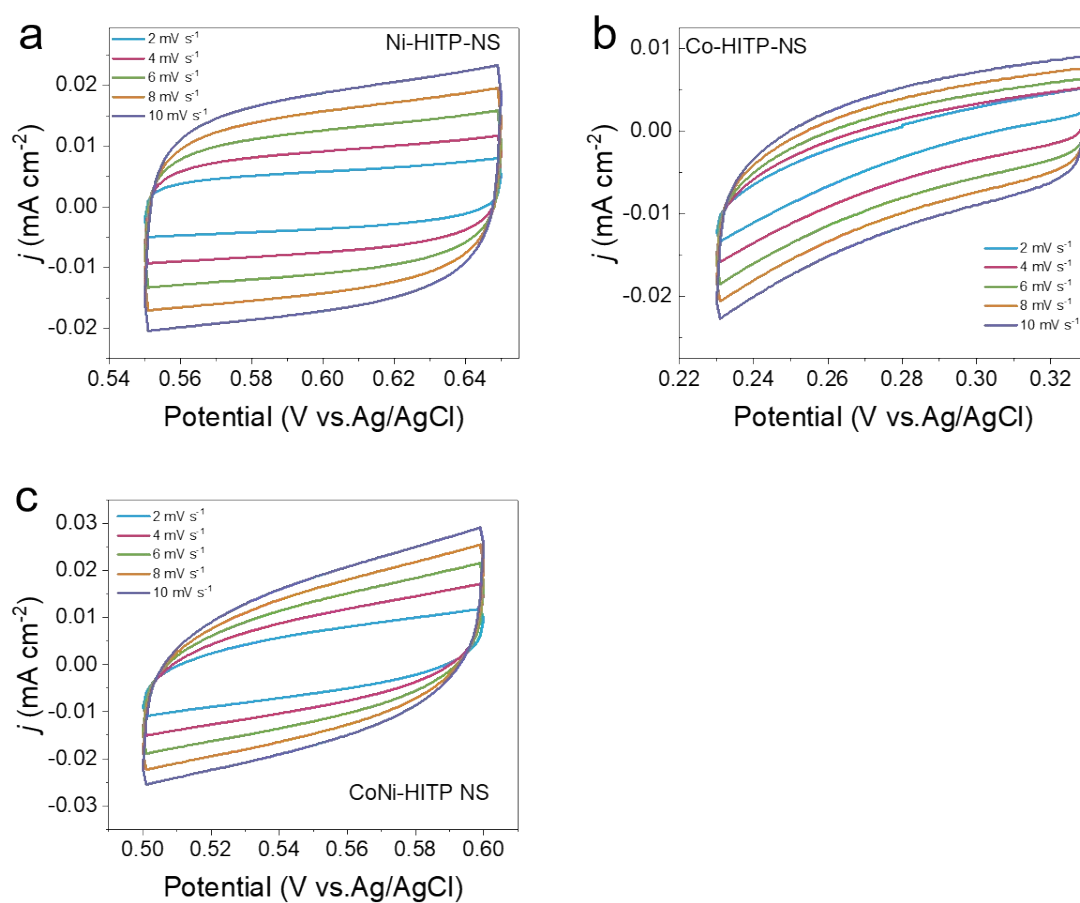 a
Ni-HITP-NS
2 mV s⁻¹
4 mV s⁻¹
6 mV s⁻¹
8 mV s⁻¹
10 mV s⁻¹
0.02
0.01
0.00
-0.01
-0.02
j (mA cm⁻²)
0.54 0.56 0.58 0.60 0.62 0.64
Potential (V vs.Ag/AgCl)
b
Co-HITP-NS
0.01
0.00
-0.01
-0.02
j (mA cm⁻²)
2 mV s⁻¹
4 mV s⁻¹
6 mV s⁻¹
8 mV s⁻¹
10 mV s⁻¹
0.22 0.24 0.26 0.28 0.30 0.32
Potential (V vs.Ag/AgCl)
c
2 mV s⁻¹
4 mV s⁻¹
6 mV s⁻¹
8 mV s⁻¹
10 mV s⁻¹
0.03
0.02
0.01
0.00
-0.01
-0.02
-0.03
j (mA cm⁻²)
CoNi-HITP NS
0.50 0.52 0.54 0.56 0.58 0.60
Potential (V vs.Ag/AgCl)